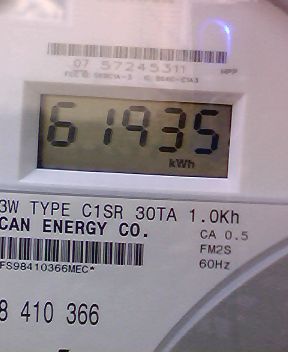 07 57245311
61935
kWh
3W TYPE C1SR 30TA 1.0Kh
CAN ENERGY CO.
CA 0.5
FM2S
FS98410366MEC*
60Hz
8 410 366